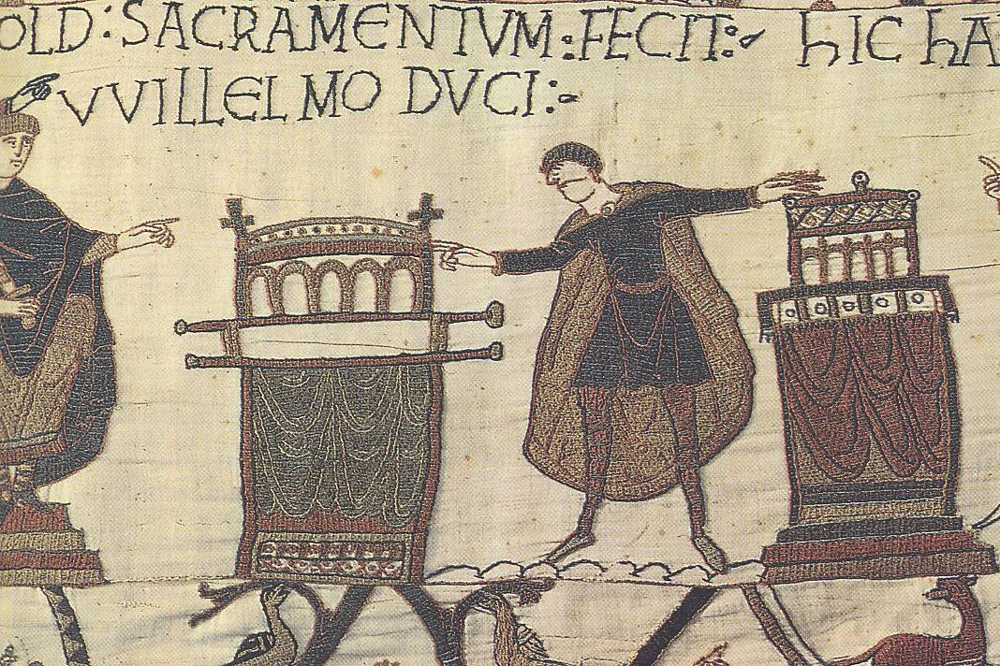 OLD: SACRAMENTVM: FECIT:- hIC hA
VVILLELMO DVCI:-